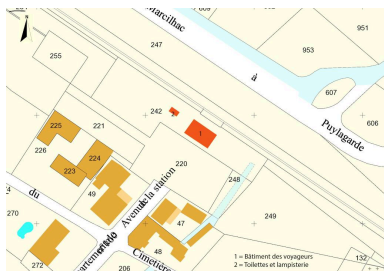 Marcilhac
à
Puylagarde
951
953
247
255
607
606
242
1
225
221
226
224
223
220
49
248
Avenue de la station
du
270
47
249
48
272
206
Cimetière
132
1 = Bâtiment des voyageurs
2 = Toilettes et lampisterie